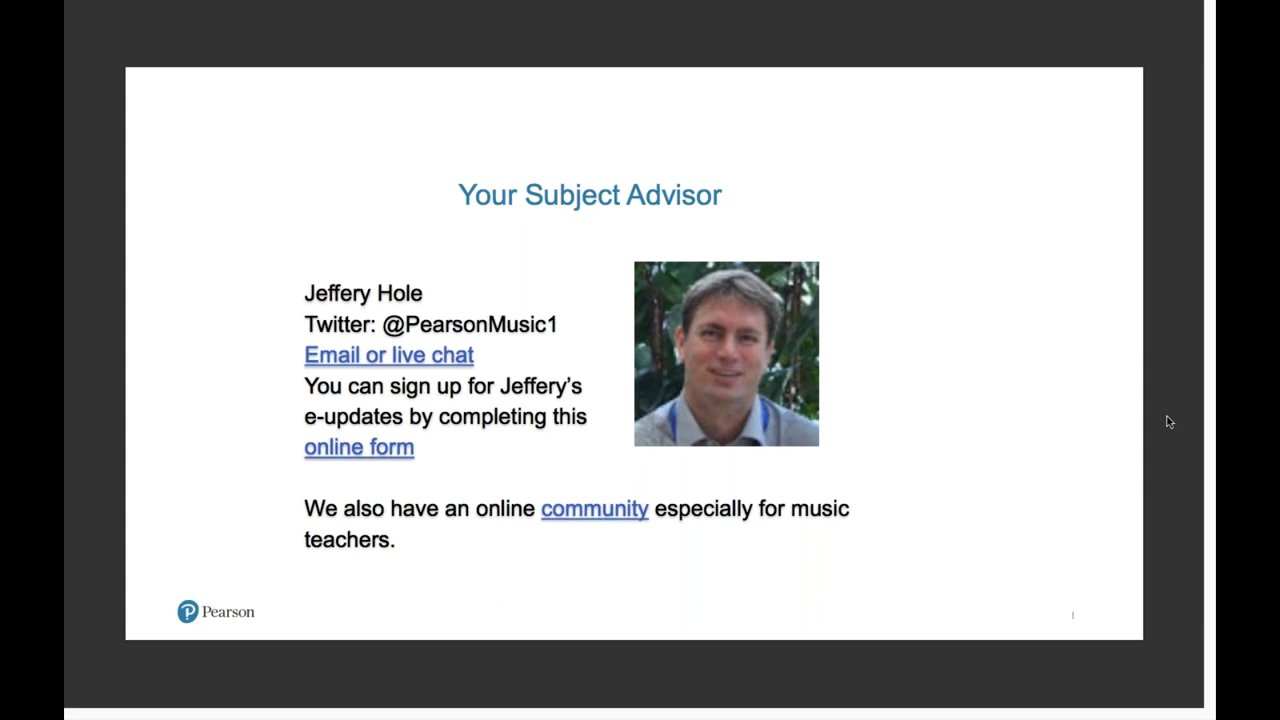 Your Subject Advisor
Jeffery Hole
Twitter: @PearsonMusic1
Email or live chat
You can sign up for Jeffery’s
e-updates by completing this
online form
We also have an online community especially for music
teachers.
Pearson